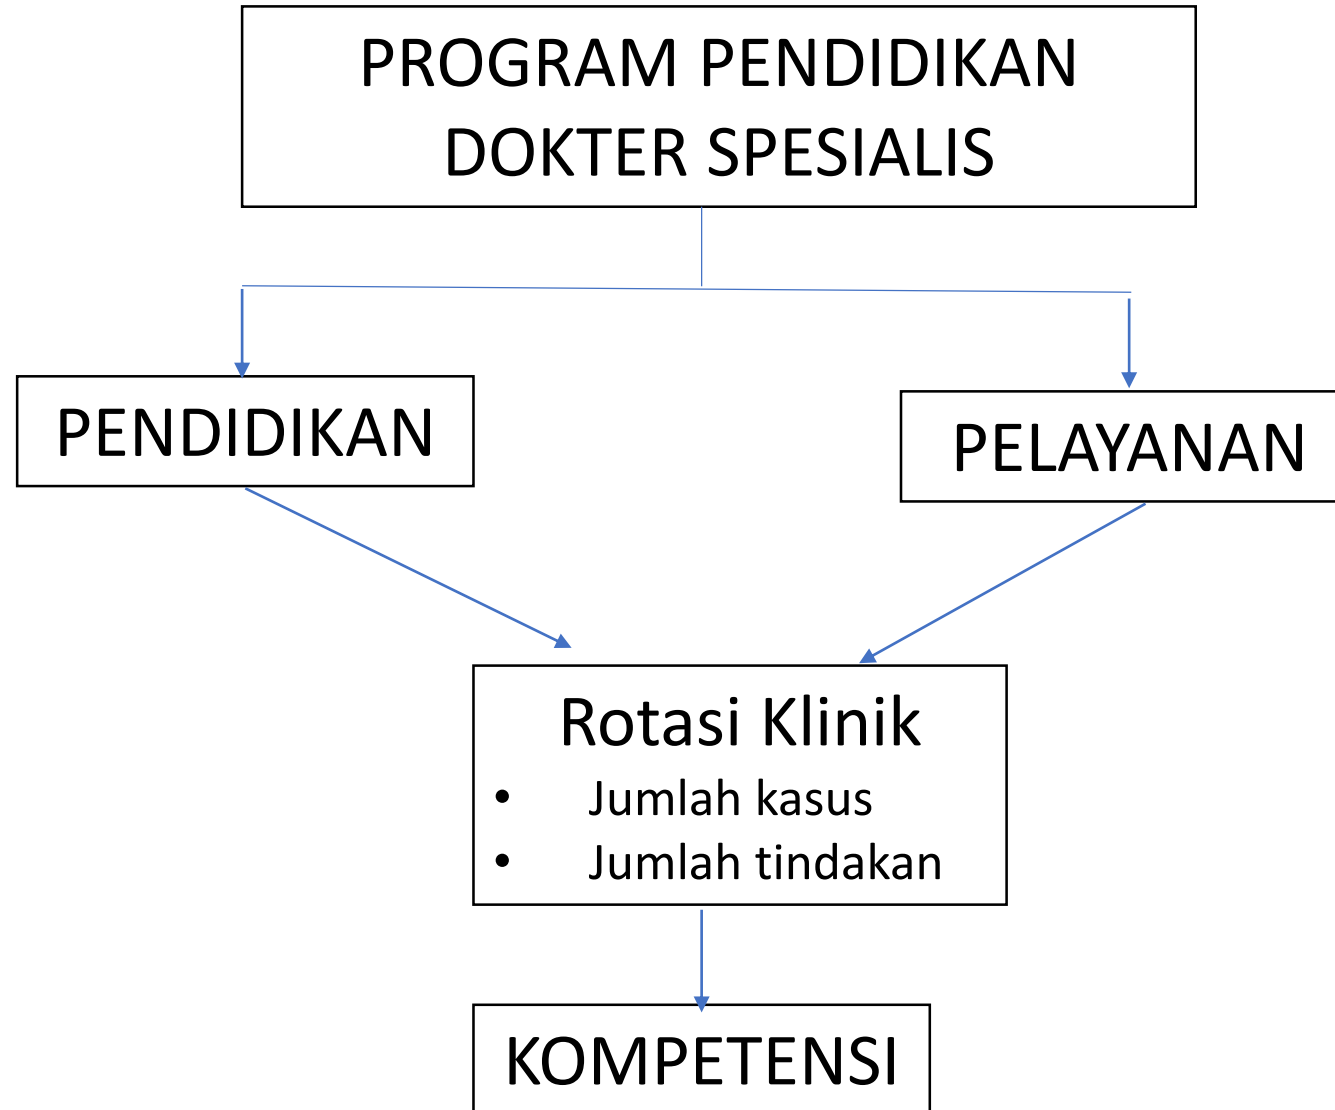 PROGRAM PENDIDIKAN
DOKTER SPESIALIS
PENDIDIKAN
PELAYANAN
Rotasi Klinik
• Jumlah kasus
• Jumlah tindakan
KOMPETENSI